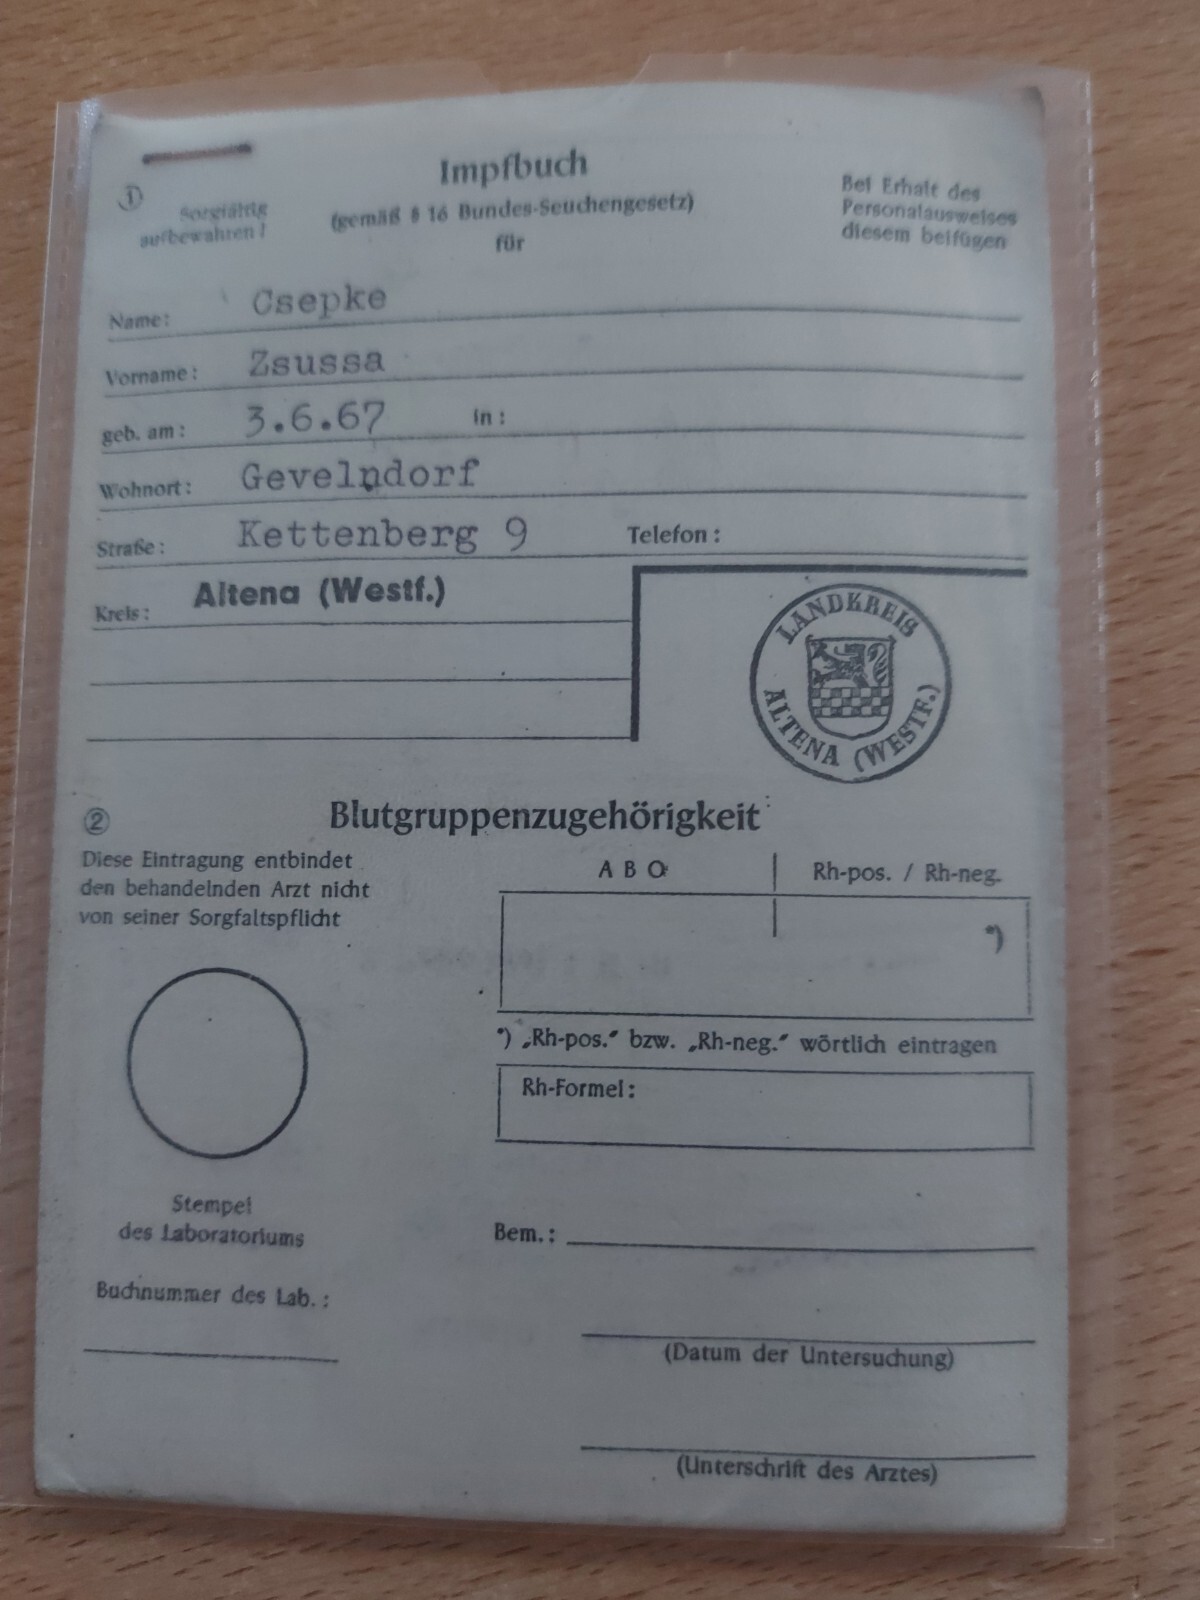 Impfbuch
① Sorgfältig
aufbewahren!
(gemäß § 16 Bundes-Seuchengesetz)
für
Bei Erhalt des
Personalausweises
diesem beifügen
Name: Csepke
Vorname: Zsussa
geb. am: 3.6.67 in:
Wohnort: Gevelndorf
Straße: Kettenberg 9 Telefon:
Kreis: Altena (Westf.)
LANDKREIS
ALTENA (WESTF.)
② Blutgruppenzugehörigkeit
Diese Eintragung entbindet
den behandelnden Arzt nicht
von seiner Sorgfaltspflicht
A B O Rh-pos. / Rh-neg.
*)
*) „Rh-pos.“ bzw. „Rh-neg.“ wörtlich eintragen
Rh-Formel:
Stempel
des Laboratoriums
Bem.:
Buchnummer des Lab.:
(Datum der Untersuchung)
(Unterschrift des Arztes)